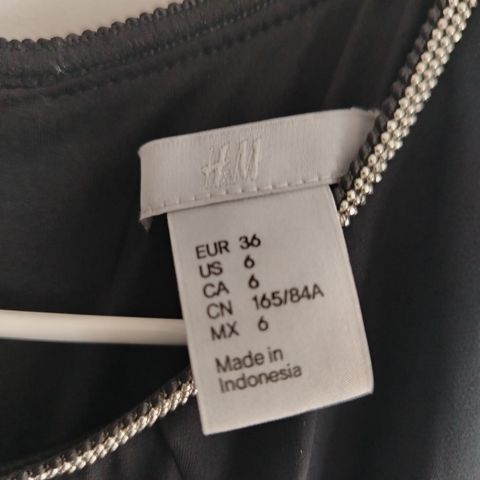 H&M
EUR 36
US 6
CA 6
CN 165/84A
MX 6
Made in
Indonesia